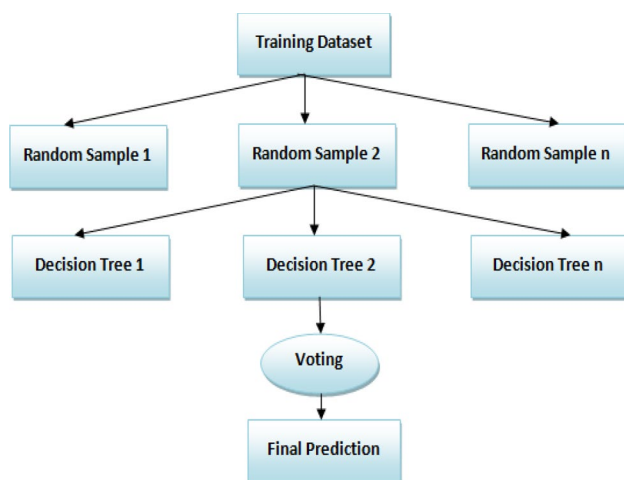 Training Dataset
Random Sample 1
Random Sample 2
Random Sample n
Decision Tree 1
Decision Tree 2
Decision Tree n
Voting
Final Prediction